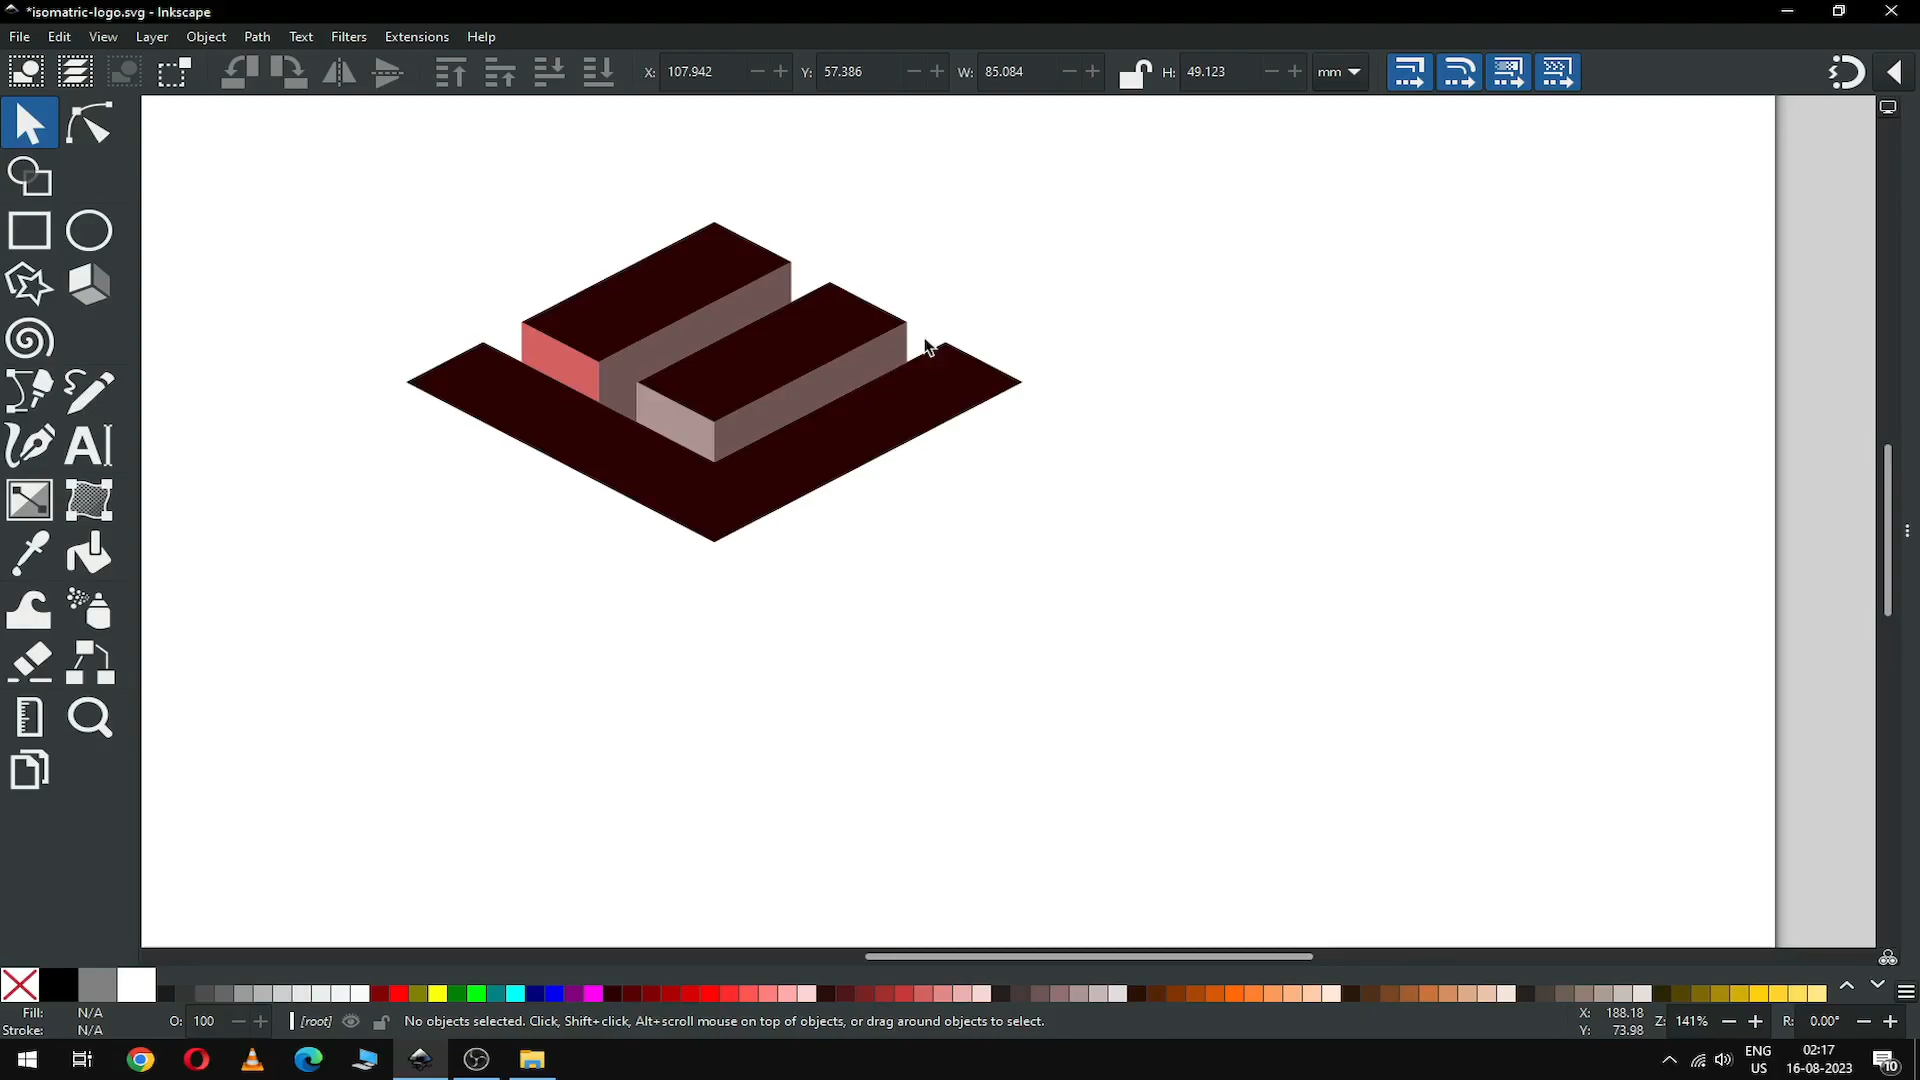 *isomatric-logo.svg - Inkscape
File Edit View Layer Object Path Text Filters Extensions Help
X: 107.942 Y: 57.386 W: 85.084 H: 49.123 mm
Fill: N/A
Stroke: N/A
O: 100
[root]
No objects selected. Click, Shift+click, Alt+scroll mouse on top of objects, or drag around objects to select.
X: 188.18
Y: 73.98
Z: 141%
R: 0.00°
ENG
US
02:17
16-08-2023
10